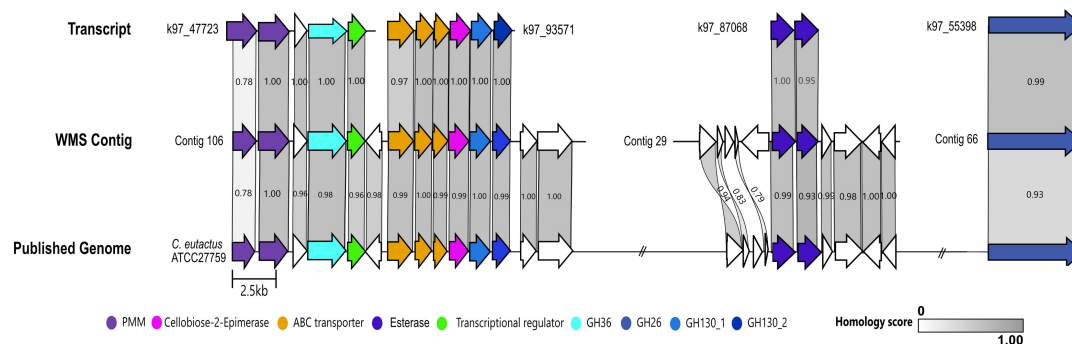 Transcript k97_47723 k97_93571 k97_87068 k97_55398
0.78 1.00 1.00 1.00 1.00 0.97 1.00 1.00 1.00 1.00 1.00 1.00 0.95 0.99
WMS Contig Contig 106 Contig 29 Contig 66
0.78 1.00 0.96 0.98 0.96 0.98 0.99 1.00 0.99 0.99 1.00 0.99 1.00 1.00 0.94 0.83 0.79 0.99 0.93 0.99 0.98 1.00 1.00 0.93
Published Genome C. eutactus
ATCC27759
// //
2.5kb
PMM Cellobiose-2-Epimerase ABC transporter Esterase Transcriptional regulator GH36 GH26 GH130_1 GH130_2
Homology score 0
1.00